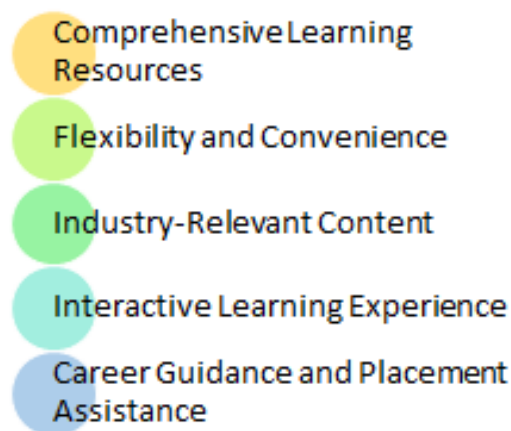 Comprehensive Learning
Resources
Flexibility and Convenience
Industry-Relevant Content
Interactive Learning Experience
Career Guidance and Placement
Assistance